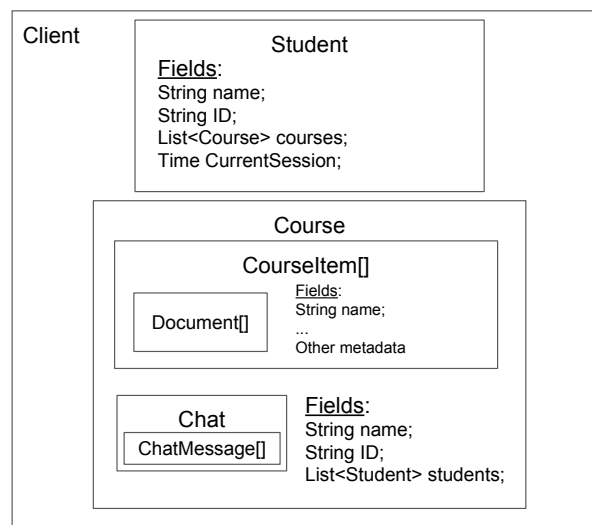 Client
Student
Fields:
String name;
String ID;
List<Course> courses;
Time CurrentSession;
Course
CourseItem[]
Document[]
Fields:
String name;
...
Other metadata
Chat
ChatMessage[]
Fields:
String name;
String ID;
List<Student> students;